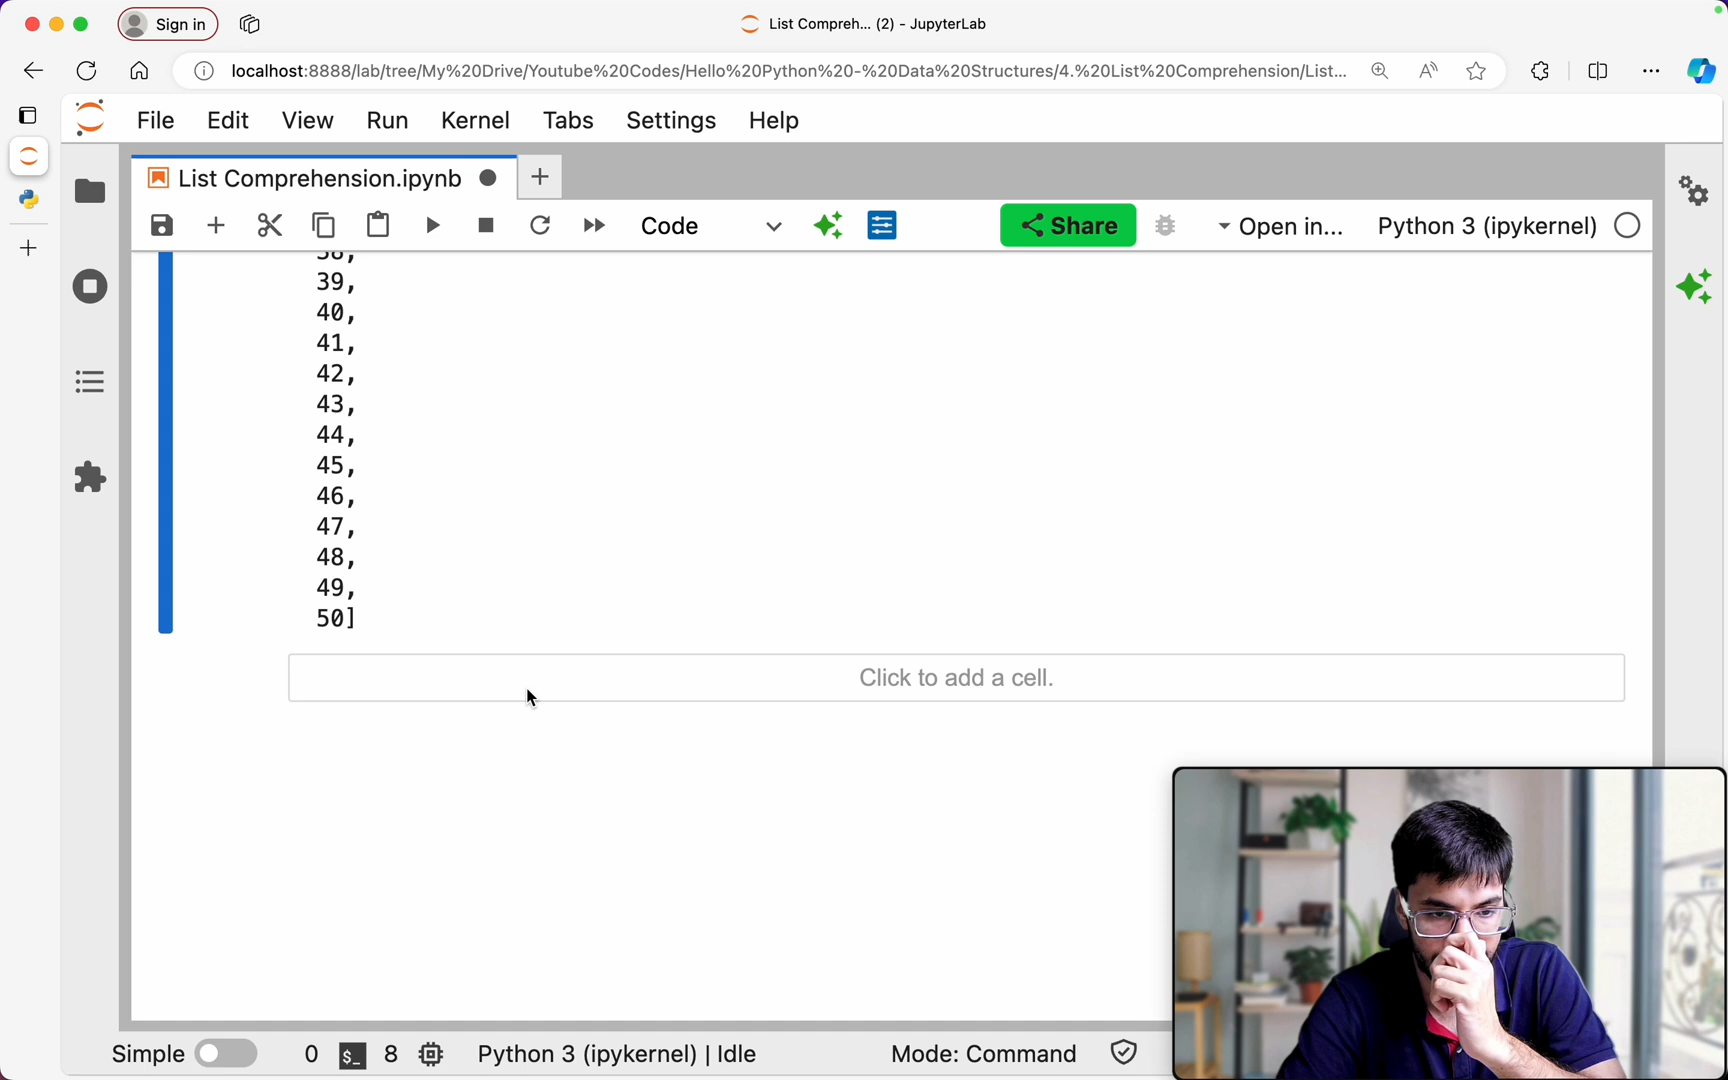 Sign in
List Compreh... (2) - JupyterLab
localhost:8888/lab/tree/My%20Drive/Youtube%20Codes/Hello%20Python%20-%20Data%20Structures/4.%20List%20Comprehension/List...
File Edit View Run Kernel Tabs Settings Help
List Comprehension.ipynb
Code Share Open in... Python 3 (ipykernel)
38,
39,
40,
41,
42,
43,
44,
45,
46,
47,
48,
49,
50]
Click to add a cell.
Simple 0 $_ 8 Python 3 (ipykernel) | Idle Mode: Command